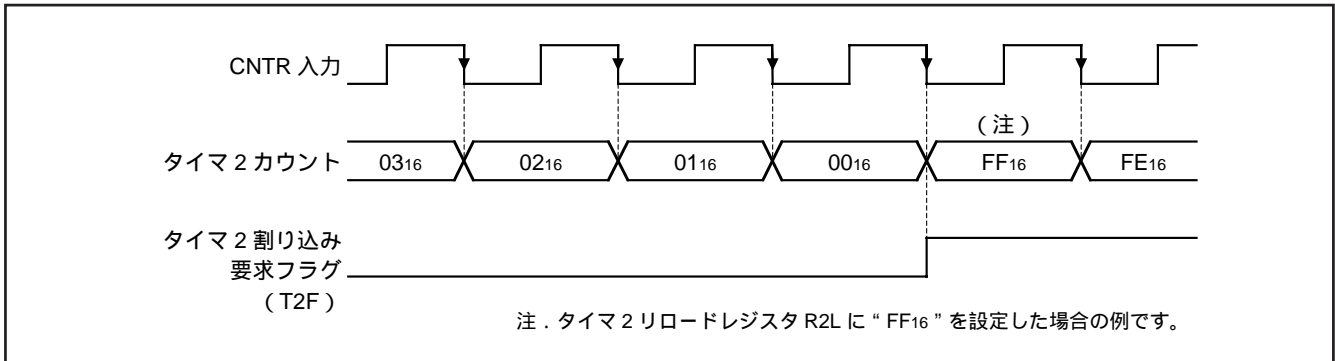 CNTR 入力
(注)
タイマ 2 カウント 03₁₆ 02₁₆ 01₁₆ 00₁₆ FF₁₆ FE₁₆
タイマ 2 割り込み
要求フラグ
(T2F)
注.タイマ 2 リロードレジスタ R2L に “ FF₁₆ ” を設定した場合の例です。